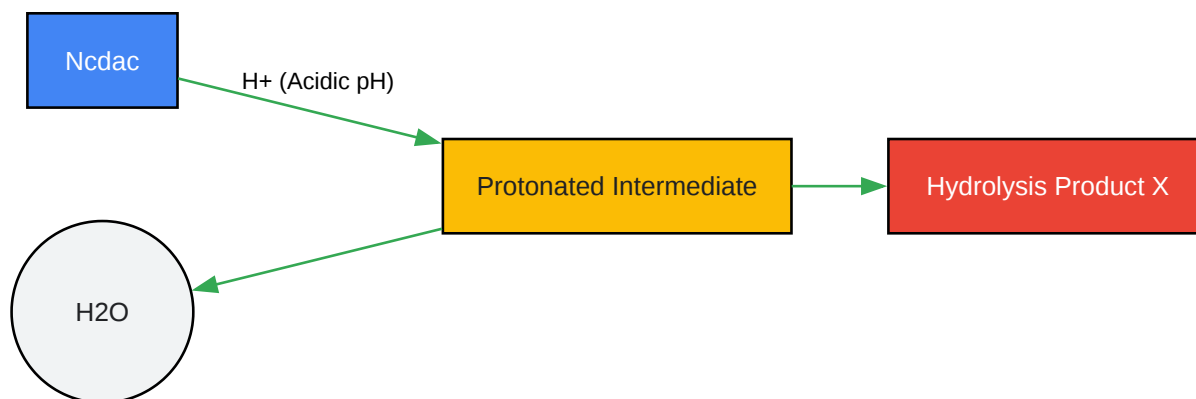 Ncdac
H+ (Acidic pH)
Protonated Intermediate
Hydrolysis Product X
H2O